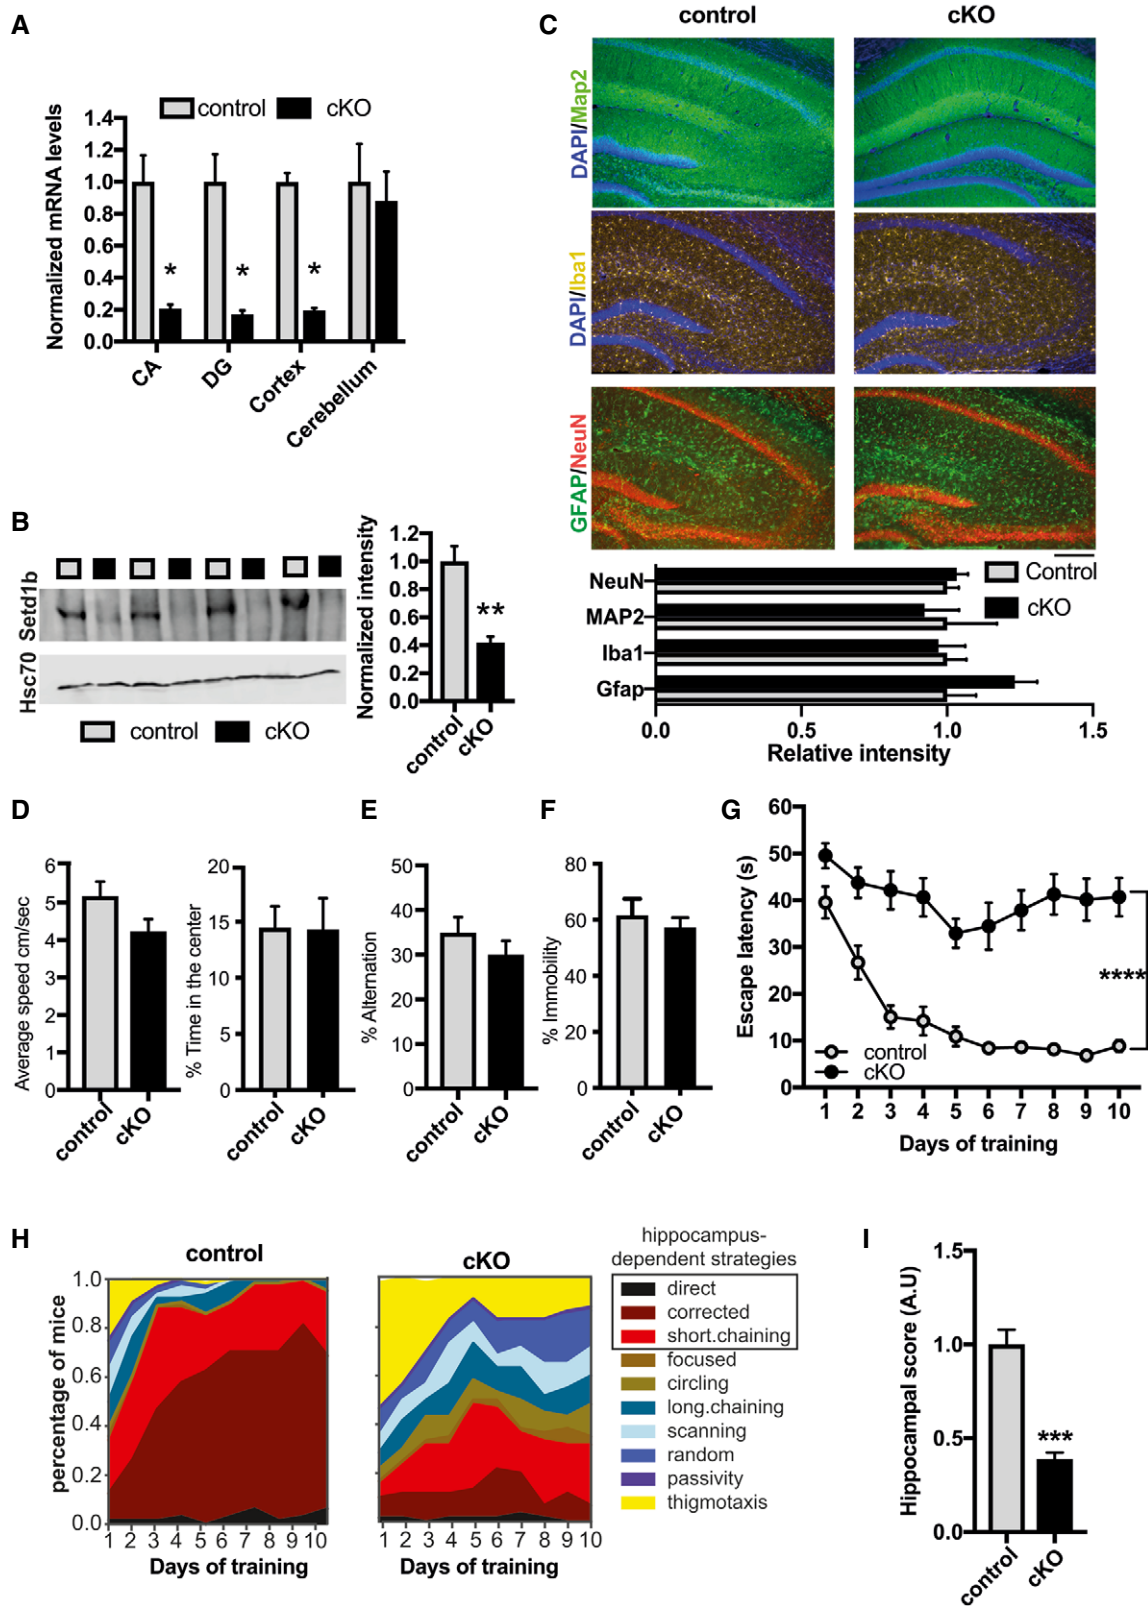 A
control
cKO
Normalized mRNA levels
1.4
1.2
1.0
0.8
0.6
0.4
0.2
0.0
*
*
*
CA
DG
Cortex
Cerebellum
B
Setd1b
Hsc70
control
cKO
Normalized intensity
1.2
1.0
0.8
0.6
0.4
0.2
0.0
**
control
cKO
C
control
cKO
DAPI/Map2
DAPI/Iba1
GFAP/NeuN
NeuN
MAP2
Iba1
Gfap
Control
cKO
0.0
0.5
1.0
1.5
Relative intensity
D
Average speed cm/sec
6
5
4
3
2
1
0
control
cKO
% Time in the center
20
15
10
5
0
control
cKO
E
% Alternation
50
40
30
20
10
0
control
cKO
F
% Immobility
80
60
40
20
0
control
cKO
G
Escape latency (s)
60
50
40
30
20
10
0
****
control
cKO
1 2 3 4 5 6 7 8 9 10
Days of training
H
control
percentage of mice
1.0
0.8
0.6
0.4
0.2
0.0
1 2 3 4 5 6 7 8 9 10
Days of training
cKO
1 2 3 4 5 6 7 8 9 10
Days of training
hippocampus-
dependent strategies
direct
corrected
short.chaining
focused
circling
long.chaining
scanning
random
passivity
thigmotaxis
I
Hippocampal score (A.U)
1.5
1.0
0.5
0.0
***
control
cKO